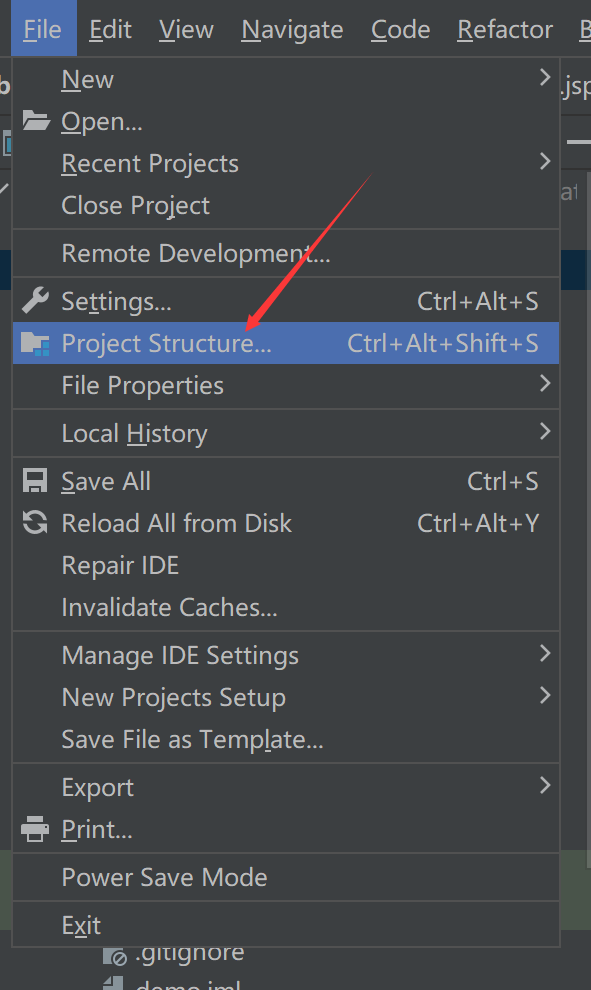 File Edit View Navigate Code Refactor B
New
.jsp
Open...
Recent Projects
Close Project
Remote Development...
Settings... Ctrl+Alt+S
Project Structure... Ctrl+Alt+Shift+S
File Properties
Local History
Save All Ctrl+S
Reload All from Disk Ctrl+Alt+Y
Repair IDE
Invalidate Caches...
Manage IDE Settings
New Projects Setup
Save File as Template...
Export
Print...
Power Save Mode
Exit
.gitignore
demo.iml